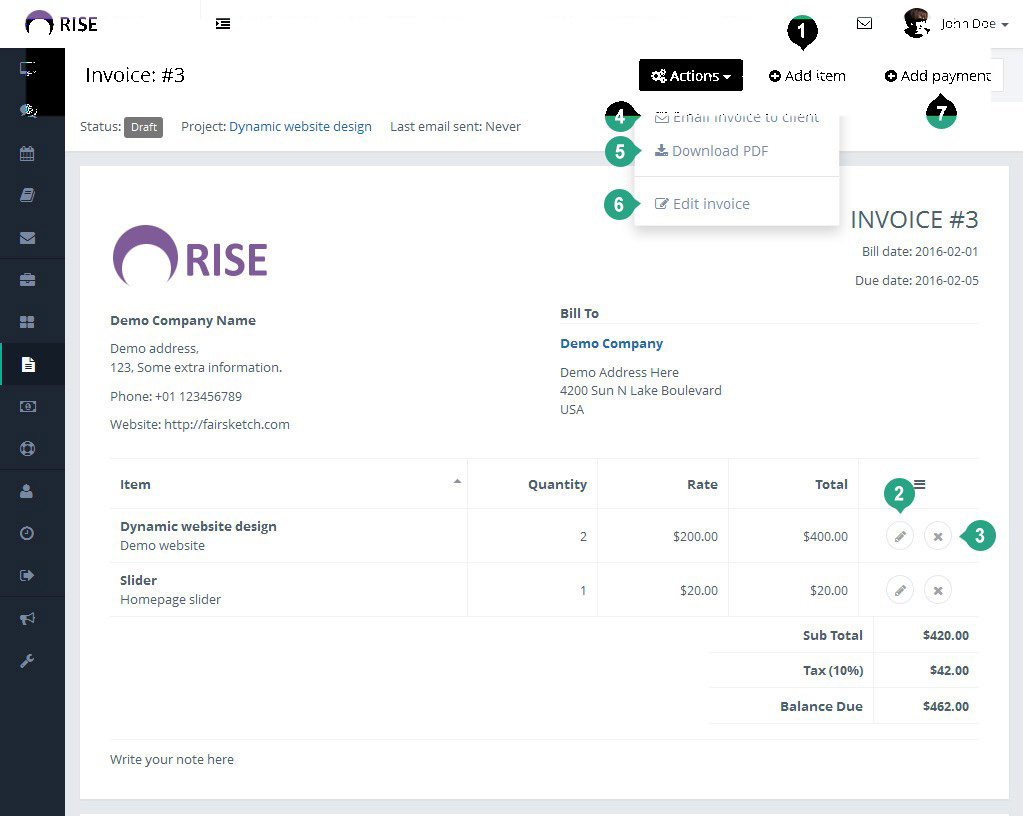 RISE
John Doe
1
Invoice: #3
Actions
Add item
Add payment
4
Email invoice to client
7
Status: Draft
Project: Dynamic website design
Last email sent: Never
5
Download PDF
6
Edit invoice
RISE
INVOICE #3
Bill date: 2016-02-01
Due date: 2016-02-05
Demo Company Name
Demo address,
123, Some extra information.
Phone: +01 123456789
Website: http://fairsketch.com
Bill To
Demo Company
Demo Address Here
4200 Sun N Lake Boulevard
USA
Item Quantity Rate Total
2
Dynamic website design
Demo website
2 $200.00 $400.00
3
Slider
Homepage slider
1 $20.00 $20.00
Sub Total $420.00
Tax (10%) $42.00
Balance Due $462.00
Write your note here